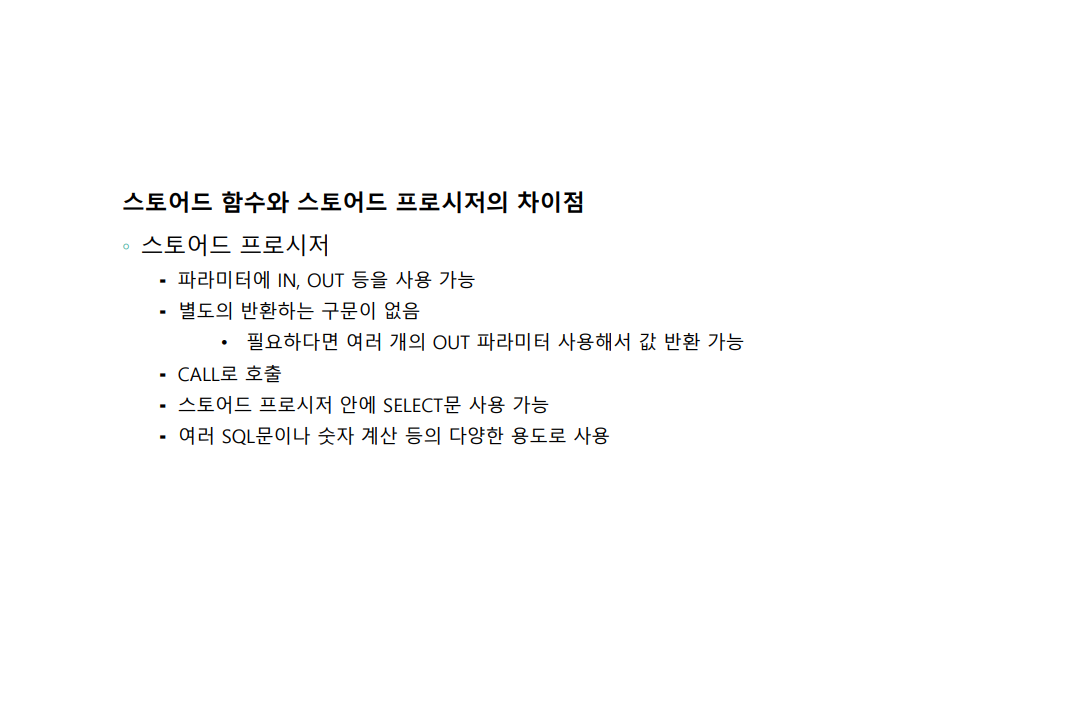 스토어드 함수와 스토어드 프로시저의 차이점
○ 스토어드 프로시저
- 파라미터에 IN, OUT 등을 사용 가능
- 별도의 반환하는 구문이 없음
• 필요하다면 여러 개의 OUT 파라미터 사용해서 값 반환 가능
- CALL로 호출
- 스토어드 프로시저 안에 SELECT문 사용 가능
- 여러 SQL문이나 숫자 계산 등의 다양한 용도로 사용